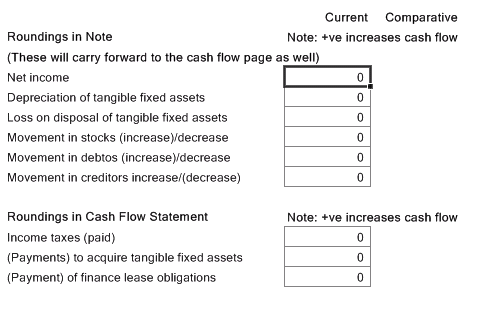 Current Comparative
Roundings in Note Note: +ve increases cash flow
(These will carry forward to the cash flow page as well)
Net income 0
Depreciation of tangible fixed assets 0
Loss on disposal of tangible fixed assets 0
Movement in stocks (increase)/decrease 0
Movement in debtos (increase)/decrease 0
Movement in creditors increase/(decrease) 0
Roundings in Cash Flow Statement Note: +ve increases cash flow
Income taxes (paid) 0
(Payments) to acquire tangible fixed assets 0
(Payment) of finance lease obligations 0